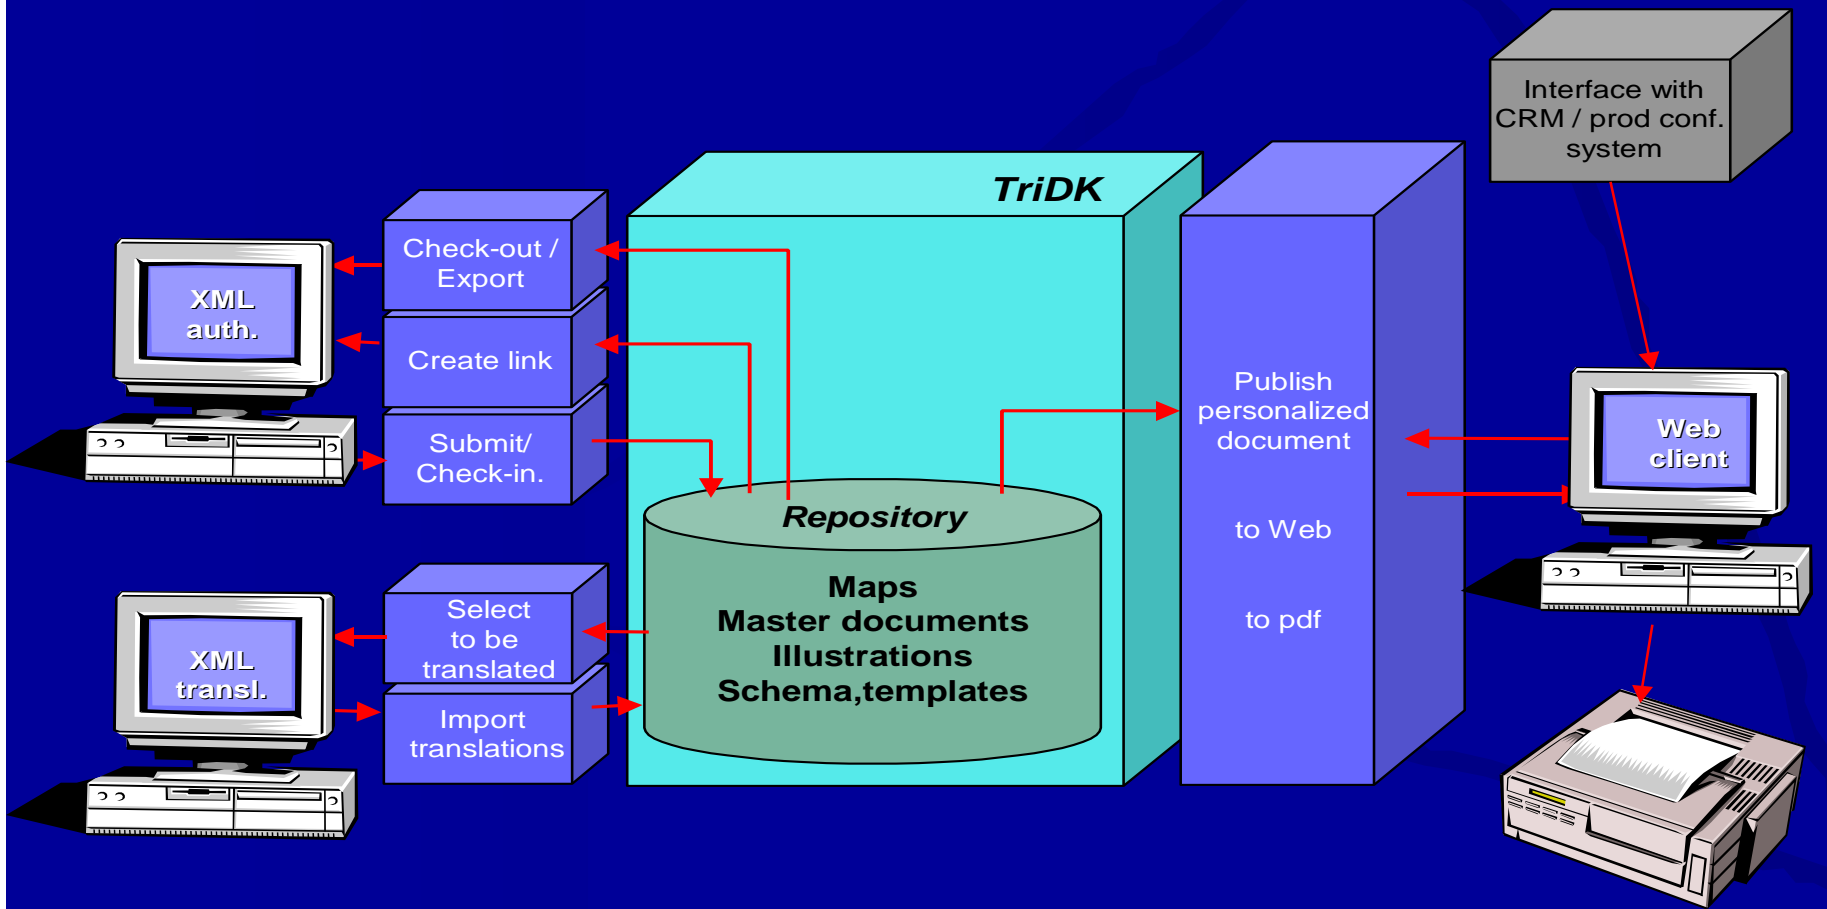 Interface with
CRM / prod conf.
system
TriDK
Check-out /
Export
XML
auth.
Create link
Submit/
Check-in.
Publish
personalized
document
to Web
to pdf
Web
client
Repository
Maps
Master documents
Illustrations
Schema,templates
Select
to be
translated
XML
transl.
Import
translations